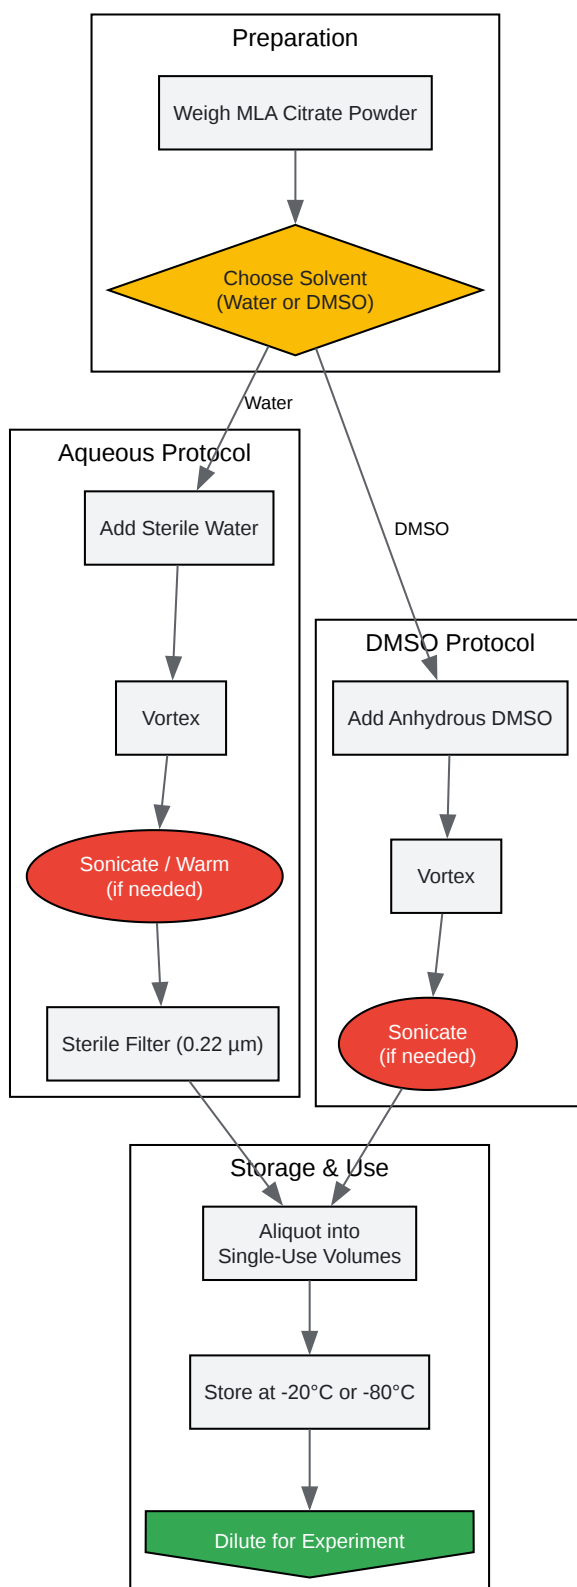 Preparation
Weigh MLA Citrate Powder
Choose Solvent
(Water or DMSO)
Water
DMSO
Aqueous Protocol
Add Sterile Water
Vortex
Sonicate / Warm
(if needed)
Sterile Filter (0.22 µm)
DMSO Protocol
Add Anhydrous DMSO
Vortex
Sonicate
(if needed)
Storage & Use
Aliquot into
Single-Use Volumes
Store at -20°C or -80°C
Dilute for Experiment